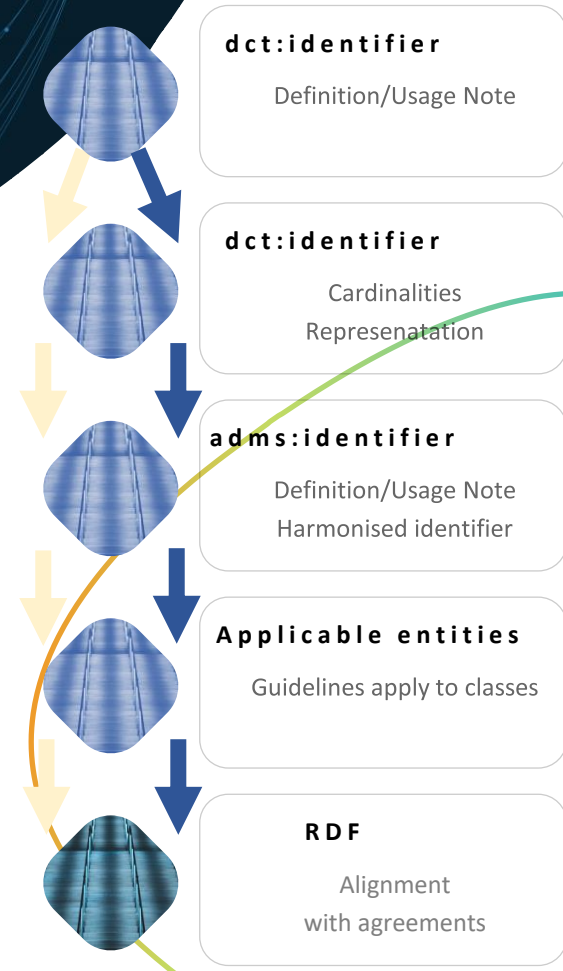 dct:identifier
Definition/Usage Note
dct:identifier
Cardinalities
Represenatation
adms:identifier
Definition/Usage Note
Harmonised identifier
Applicable entities
Guidelines apply to classes
RDF
Alignment
with agreements